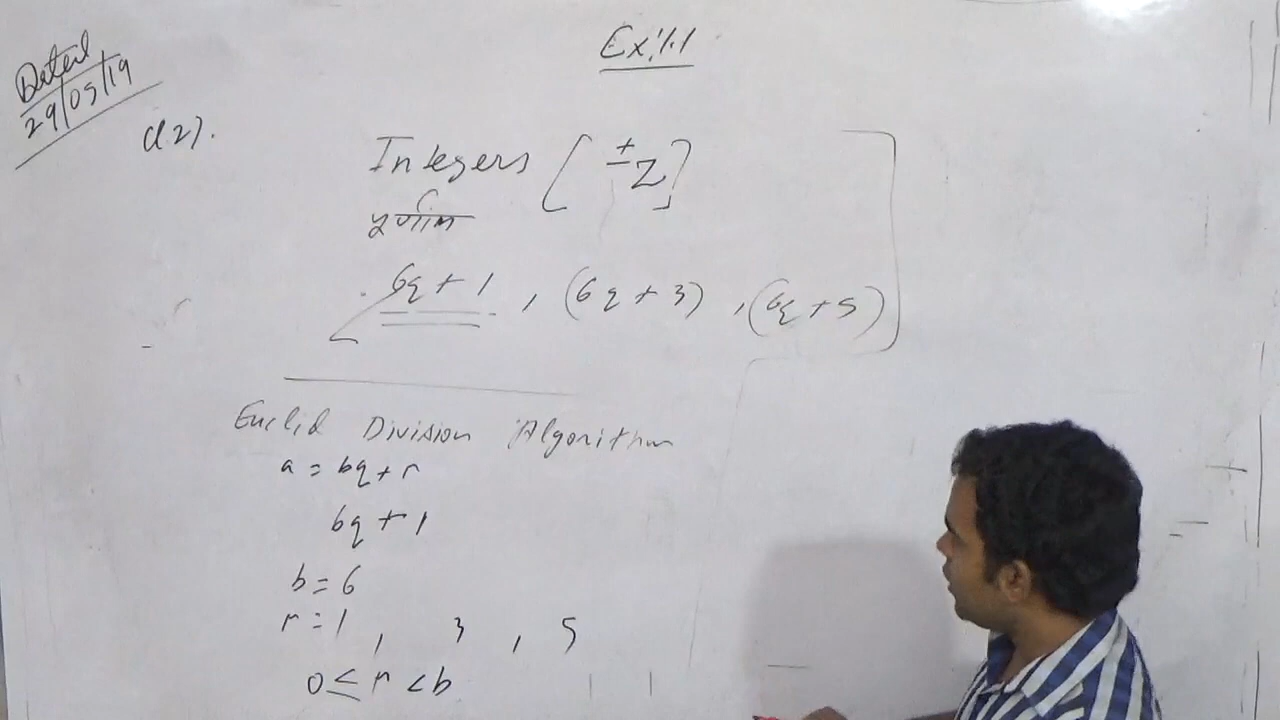 Ex:1.1
Dated
29/05/19
Q.2).
Integers [ ± Z ]
पूर्णांक
6q + 1 , (6q + 3) , (6q + 5)
Euclid Division Algorithm
a = bq + r
6q + 1
b = 6
r = 1 , 3 , 5
0 ≤ r < b